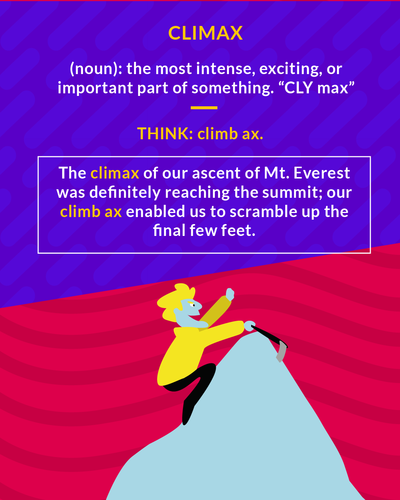 CLIMAX
(noun): the most intense, exciting, or
important part of something. “CLY max”
THINK: climb ax.
The climax of our ascent of Mt. Everest
was definitely reaching the summit; our
climb ax enabled us to scramble up the
final few feet.